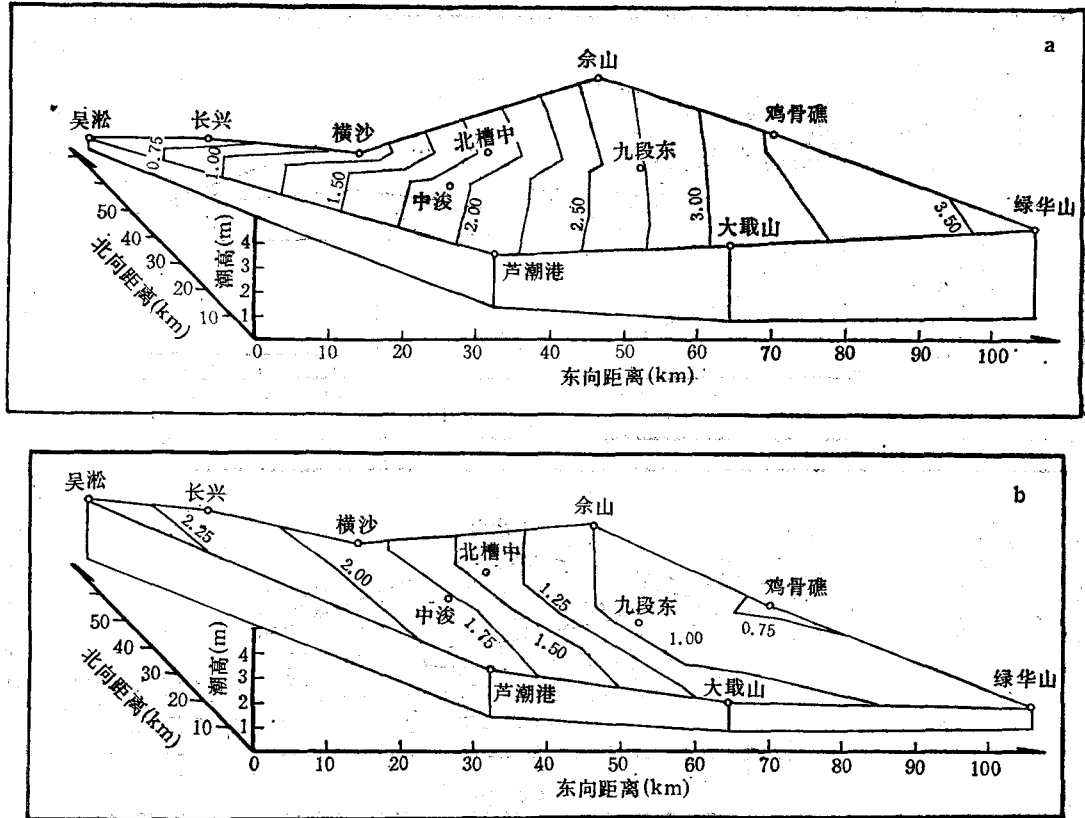 a
佘山
吴淞
长兴
横沙
北槽中
鸡骨礁
九段东
中浚
绿华山
大戢山
芦潮港
0.75
1.00
1.50
2.00
2.50
3.00
3.50
50
40
30
20
10
北向距离(km)
潮高(m)
4
3
2
1
0 10 20 30 40 50 60 70 80 90 100
东向距离(km)
b
吴淞
长兴
横沙
佘山
北槽中
鸡骨礁
中浚
九段东
绿华山
大戢山
芦潮港
2.25
2.00
1.75
1.50
1.25
1.00
0.75
50
40
30
20
10
北向距离(km)
潮高(m)
4
3
2
1
0 10 20 30 40 50 60 70 80 90 100
东向距离(km)